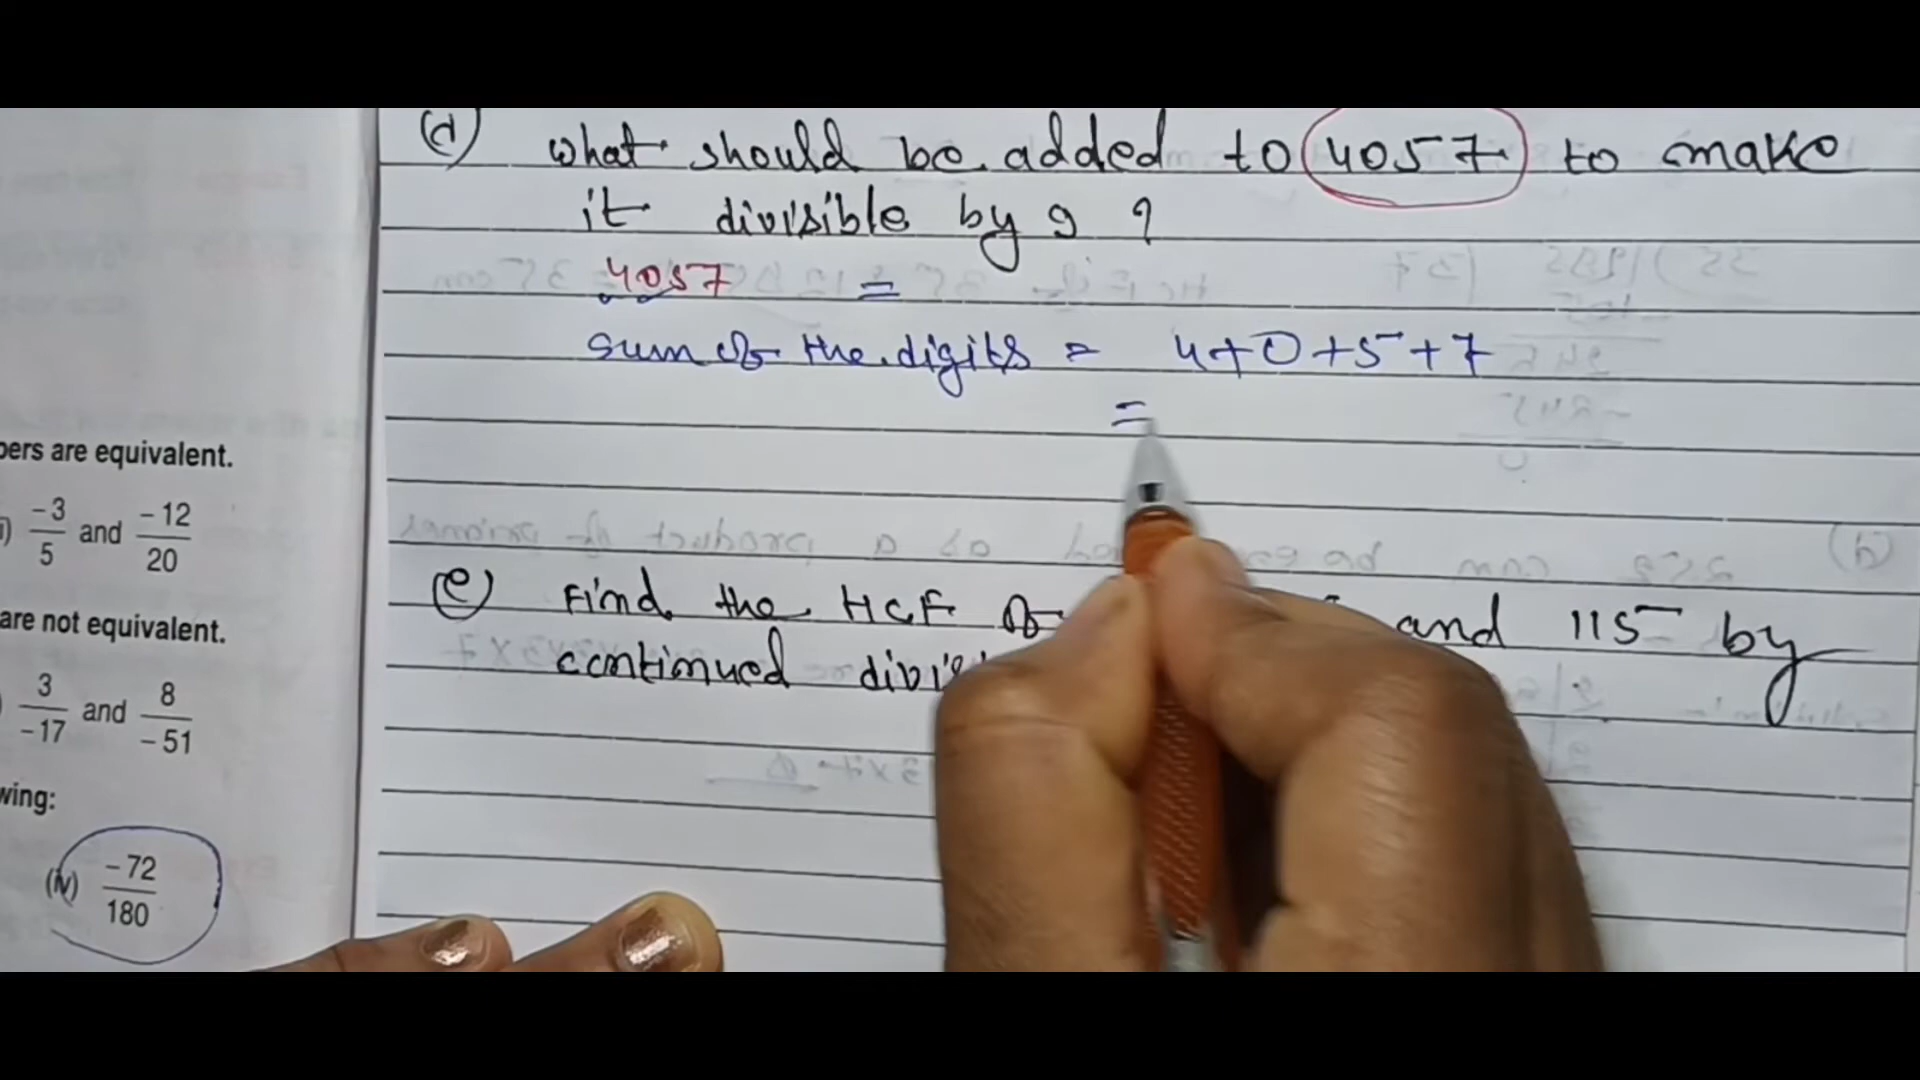 (d) what should be added to 4057 to make
it divisible by 9 ?
4057 =
sum of the digits = 4+0+5+7
=
(e) Find the HCF of and 115 by
continued
bers are equivalent.
i) -3/5 and -12/20
are not equivalent.
) 3/-17 and 8/-51
wing:
(iv) -72/180